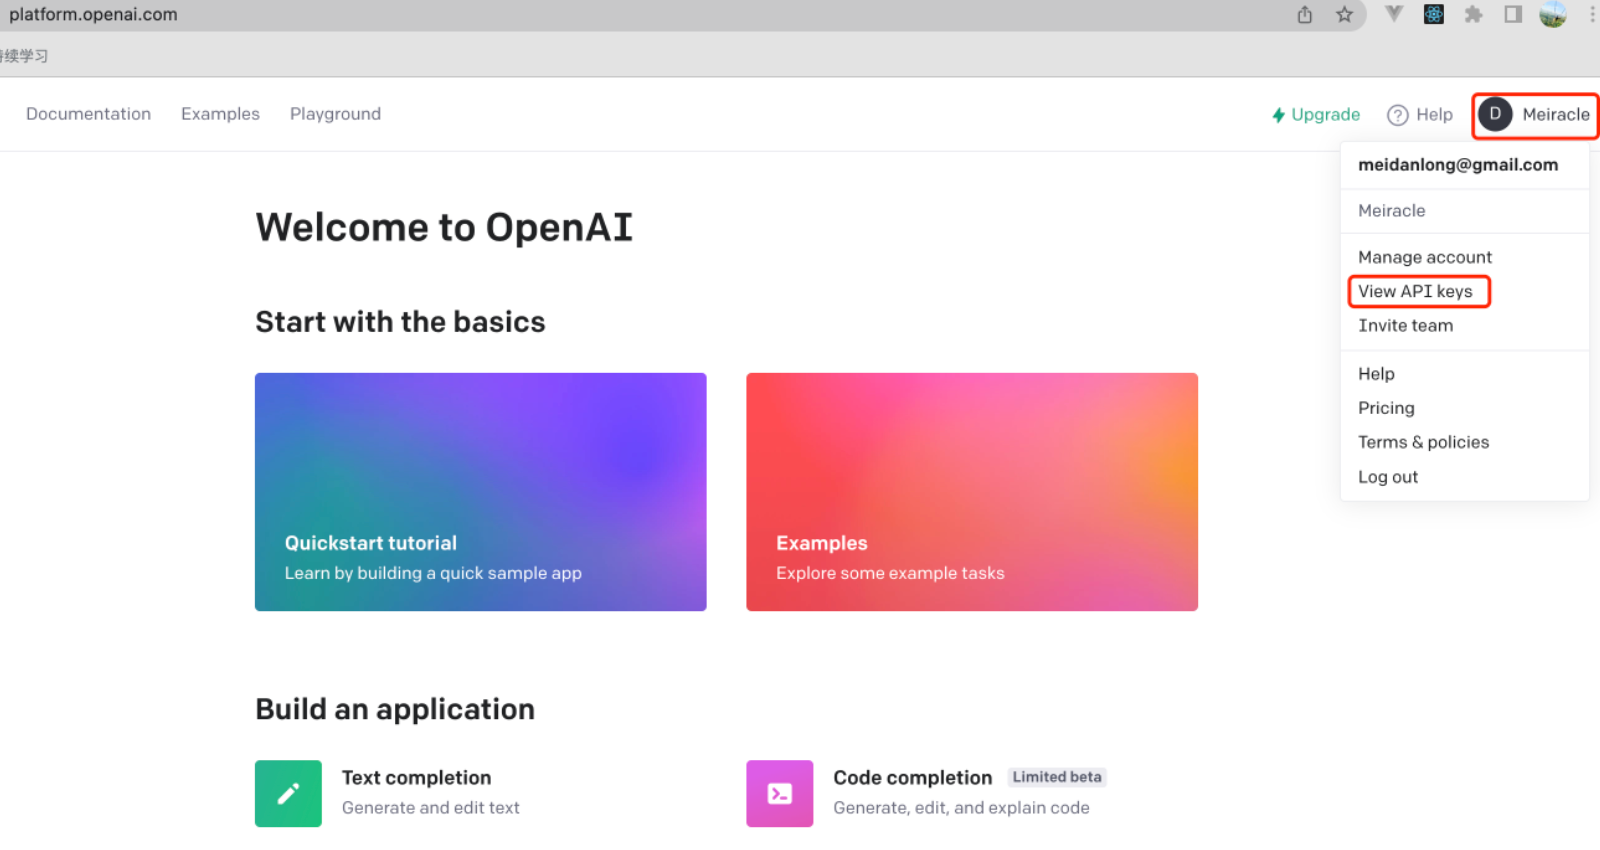 platform.openai.com
持续学习
Documentation Examples Playground Upgrade Help D Meiracle
meidanlong@gmail.com
Meiracle
Manage account
View API keys
Invite team
Help
Pricing
Terms & policies
Log out
Welcome to OpenAI
Start with the basics
Quickstart tutorial
Learn by building a quick sample app
Examples
Explore some example tasks
Build an application
Text completion
Generate and edit text
Code completion Limited beta
Generate, edit, and explain code